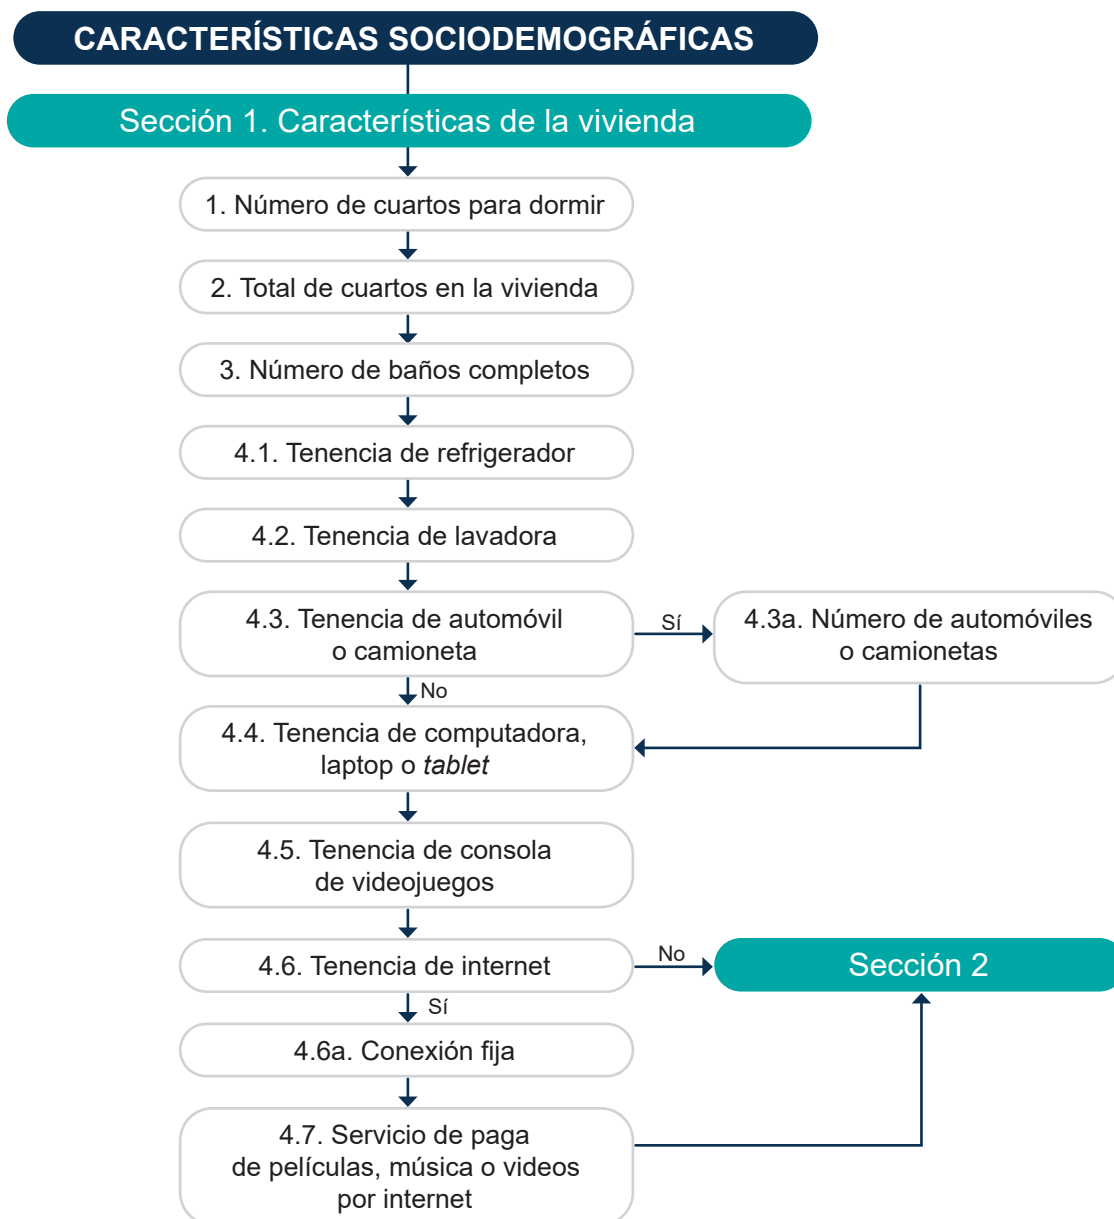 CARACTERÍSTICAS SOCIODEMOGRÁFICAS
Sección 1. Características de la vivienda
1. Número de cuartos para dormir
2. Total de cuartos en la vivienda
3. Número de baños completos
4.1. Tenencia de refrigerador
4.2. Tenencia de lavadora
4.3. Tenencia de automóvil
o camioneta
Sí
4.3a. Número de automóviles
o camionetas
No
4.4. Tenencia de computadora,
laptop o tablet
4.5. Tenencia de consola
de videojuegos
4.6. Tenencia de internet
No
Sección 2
Sí
4.6a. Conexión fija
4.7. Servicio de paga
de películas, música o videos
por internet